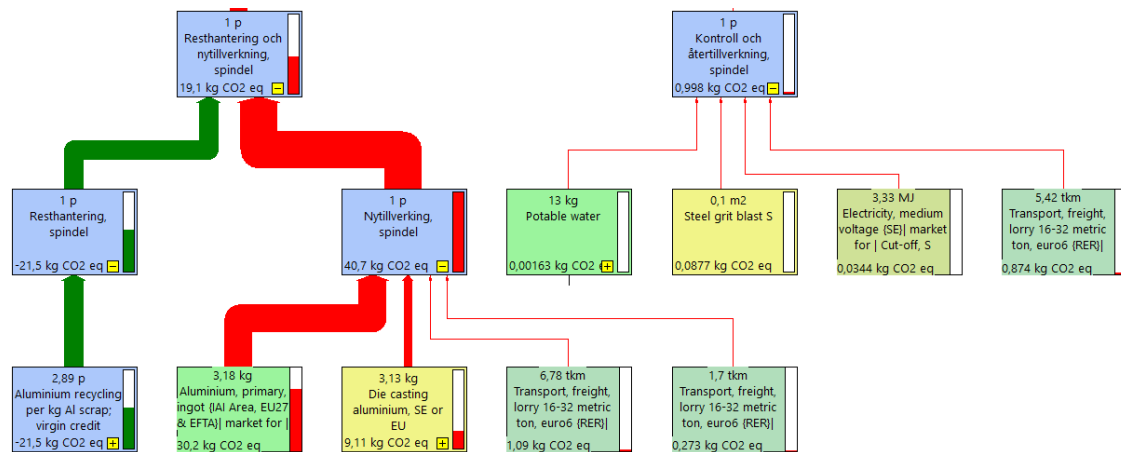 1 p
Resthantering och
nytillverkning,
spindel
19,1 kg CO2 eq
1 p
Kontroll och
återtillverkning,
spindel
0,998 kg CO2 eq
1 p
Resthantering,
spindel
-21,5 kg CO2 eq
1 p
Nytillverking,
spindel
40,7 kg CO2 eq
13 kg
Potable water
0,00163 kg CO2
0,1 m2
Steel grit blast S
0,0877 kg CO2 eq
3,33 MJ
Electricity, medium
voltage {SE}| market
for | Cut-off, S
0,0344 kg CO2 eq
5,42 tkm
Transport, freight,
lorry 16-32 metric
ton, euro6 {RER}|
0,874 kg CO2 eq
2,89 p
Aluminium recycling
per kg Al scrap;
virgin credit
-21,5 kg CO2 eq
3,18 kg
Aluminium, primary,
ingot {IAI Area, EU27
& EFTA}| market for |
30,2 kg CO2 eq
3,13 kg
Die casting
aluminium, SE or
EU
9,11 kg CO2 eq
6,78 tkm
Transport, freight,
lorry 16-32 metric
ton, euro6 {RER}|
1,09 kg CO2 eq
1,7 tkm
Transport, freight,
lorry 16-32 metric
ton, euro6 {RER}|
0,273 kg CO2 eq